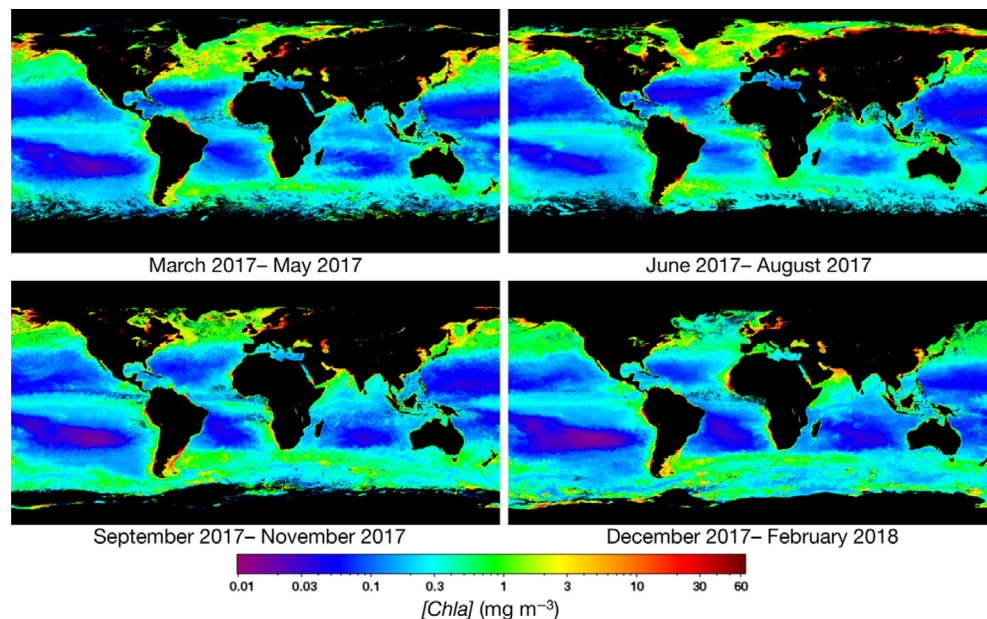 March 2017– May 2017
June 2017– August 2017
September 2017– November 2017
December 2017– February 2018
0.01 0.03 0.1 0.3 1 3 10 30 60
[Chla] (mg m⁻³)